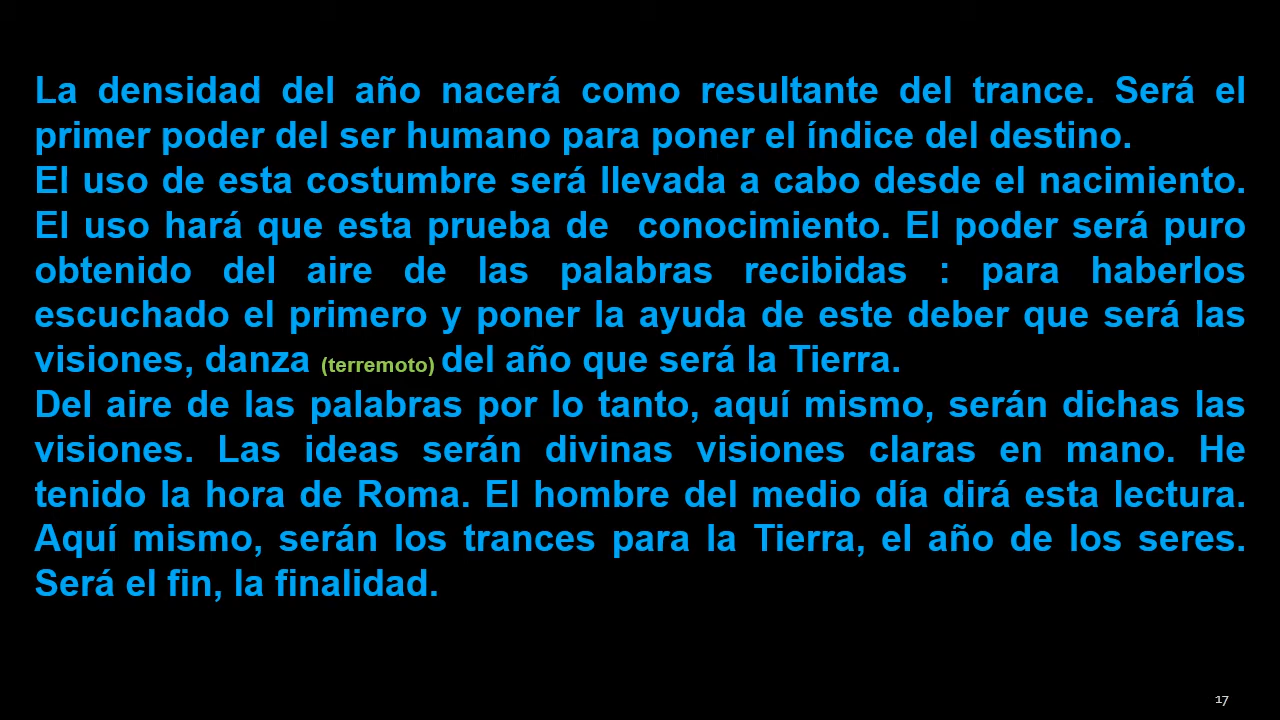 La densidad del año nacerá como resultante del trance. Será el
primer poder del ser humano para poner el índice del destino.
El uso de esta costumbre será llevada a cabo desde el nacimiento.
El uso hará que esta prueba de  conocimiento. El poder será puro
obtenido del aire de las palabras recibidas : para haberlos
escuchado el primero y poner la ayuda de este deber que será las
visiones, danza (terremoto) del año que será la Tierra.
Del aire de las palabras por lo tanto, aquí mismo, serán dichas las
visiones. Las ideas serán divinas visiones claras en mano. He
tenido la hora de Roma. El hombre del medio día dirá esta lectura.
Aquí mismo, serán los trances para la Tierra, el año de los seres.
Será el fin, la finalidad.
17